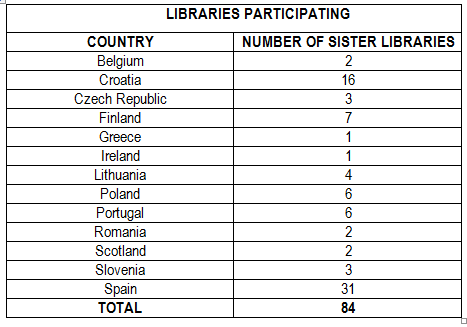 LIBRARIES PARTICIPATING
COUNTRY NUMBER OF SISTER LIBRARIES
Belgium 2
Croatia 16
Czech Republic 3
Finland 7
Greece 1
Ireland 1
Lithuania 4
Poland 6
Portugal 6
Romania 2
Scotland 2
Slovenia 3
Spain 31
TOTAL 84